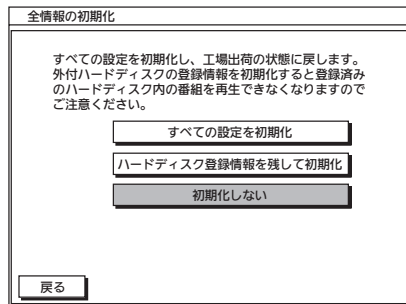 全情報の初期化
すべての設定を初期化し、工場出荷の状態に戻します。
外付ハードディスクの登録情報を初期化すると登録済み
のハードディスク内の番組を再生できなくなりますので
ご注意ください。
すべての設定を初期化
ハードディスク登録情報を残して初期化
初期化しない
戻る